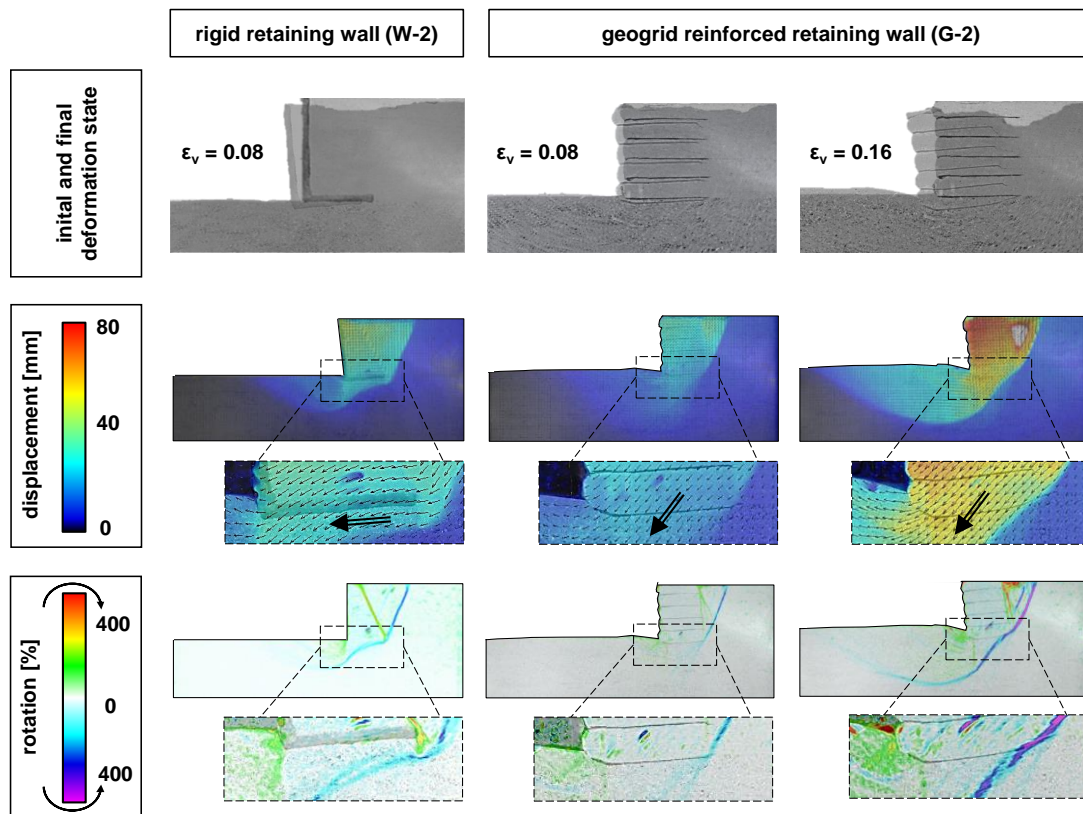 rigid retaining wall (W-2)
geogrid reinforced retaining wall (G-2)
inital and final
deformation state
εv = 0.08
εv = 0.08
εv = 0.16
displacement [mm]
80
40
0
rotation [%]
400
0
400